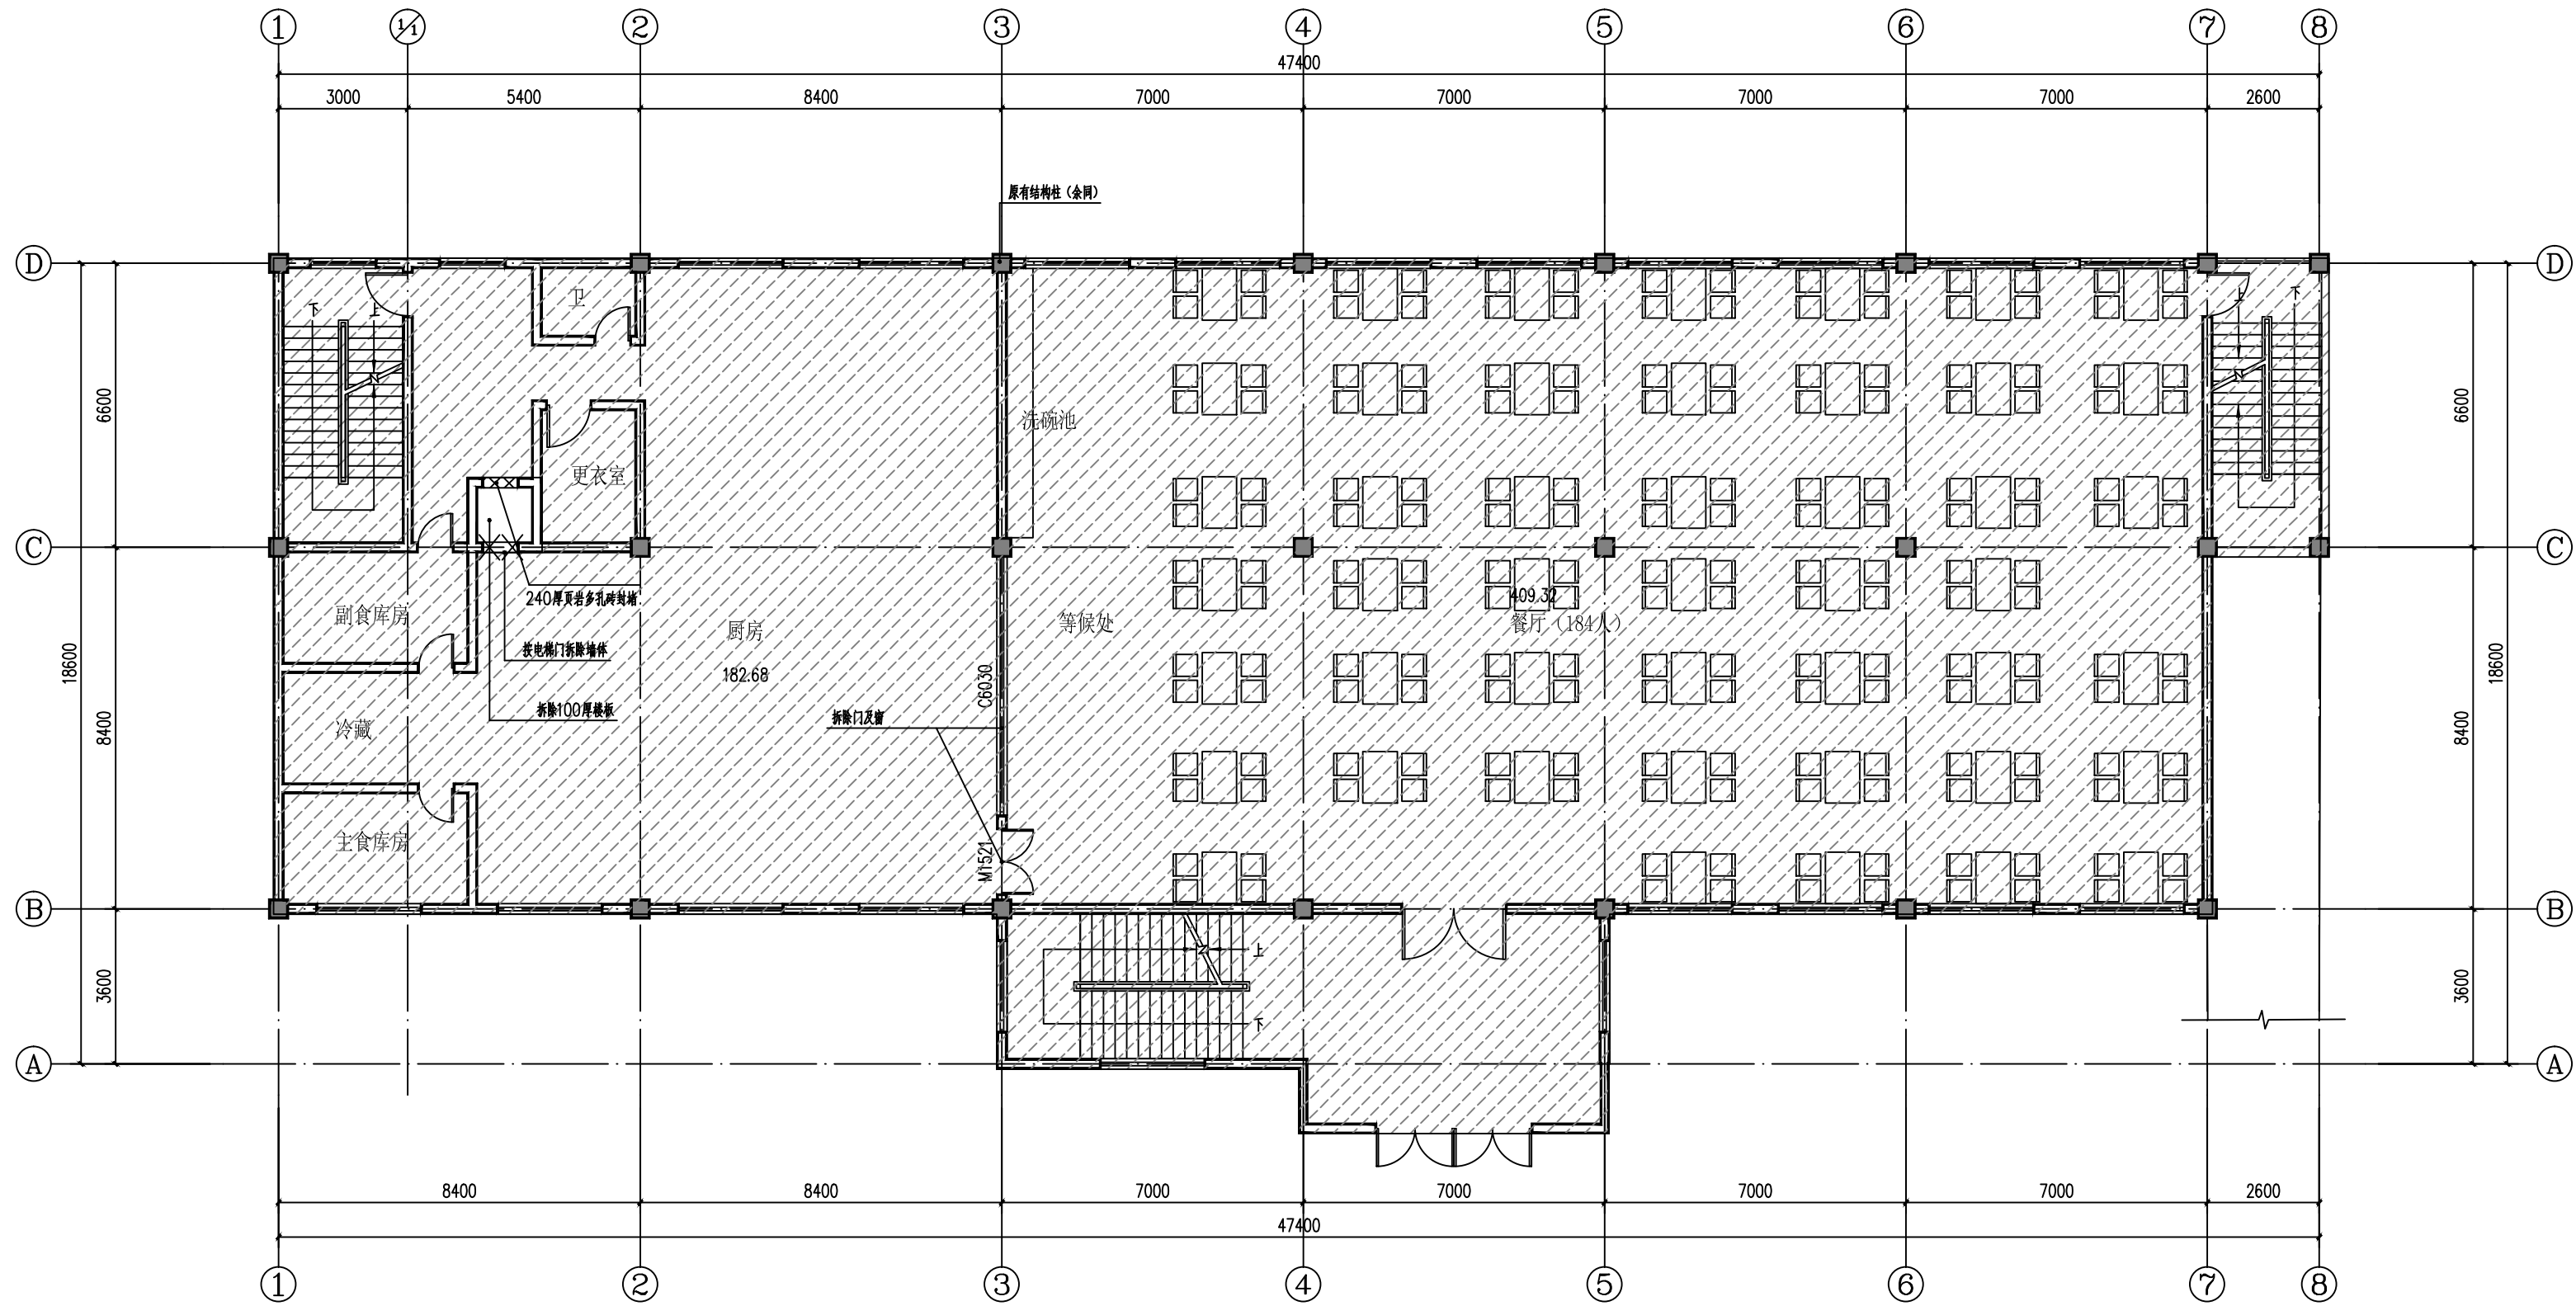 1 1/1 2 3 4 5 6 7 8
47400
3000 5400 8400 7000 7000 7000 7000 2600
原有结构柱（余同）
D D
卫
下 上 上 下
6600 6600
洗碗池
更衣室
C C
240厚页岩多孔砖封墙
409.32
副食库房 厨房 等候处 餐厅（184人）
按电梯门拆除墙体
18600 18600
182.68
C6030
拆除100厚楼板
拆除门及窗
冷藏
8400 8400
主食库房
M1521
B B
上
3600 3600
下
A A
8400 8400 7000 7000 7000 7000 2600
47400
1 2 3 4 5 6 7 8